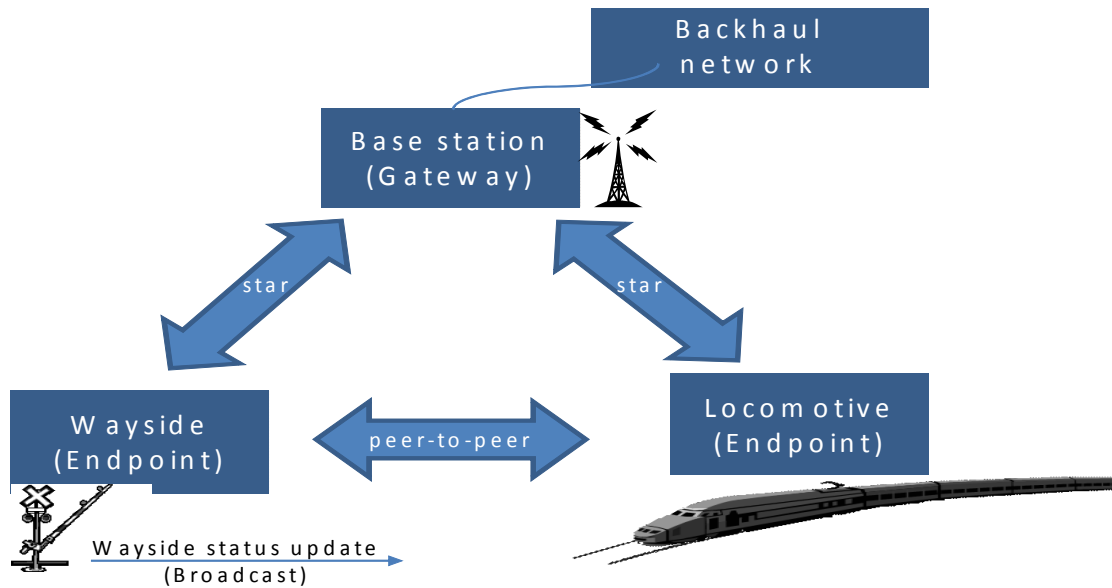 Backhaul
network
Base station
(Gateway)
star
star
Wayside
(Endpoint)
peer-to-peer
Locomotive
(Endpoint)
Wayside status update
(Broadcast)